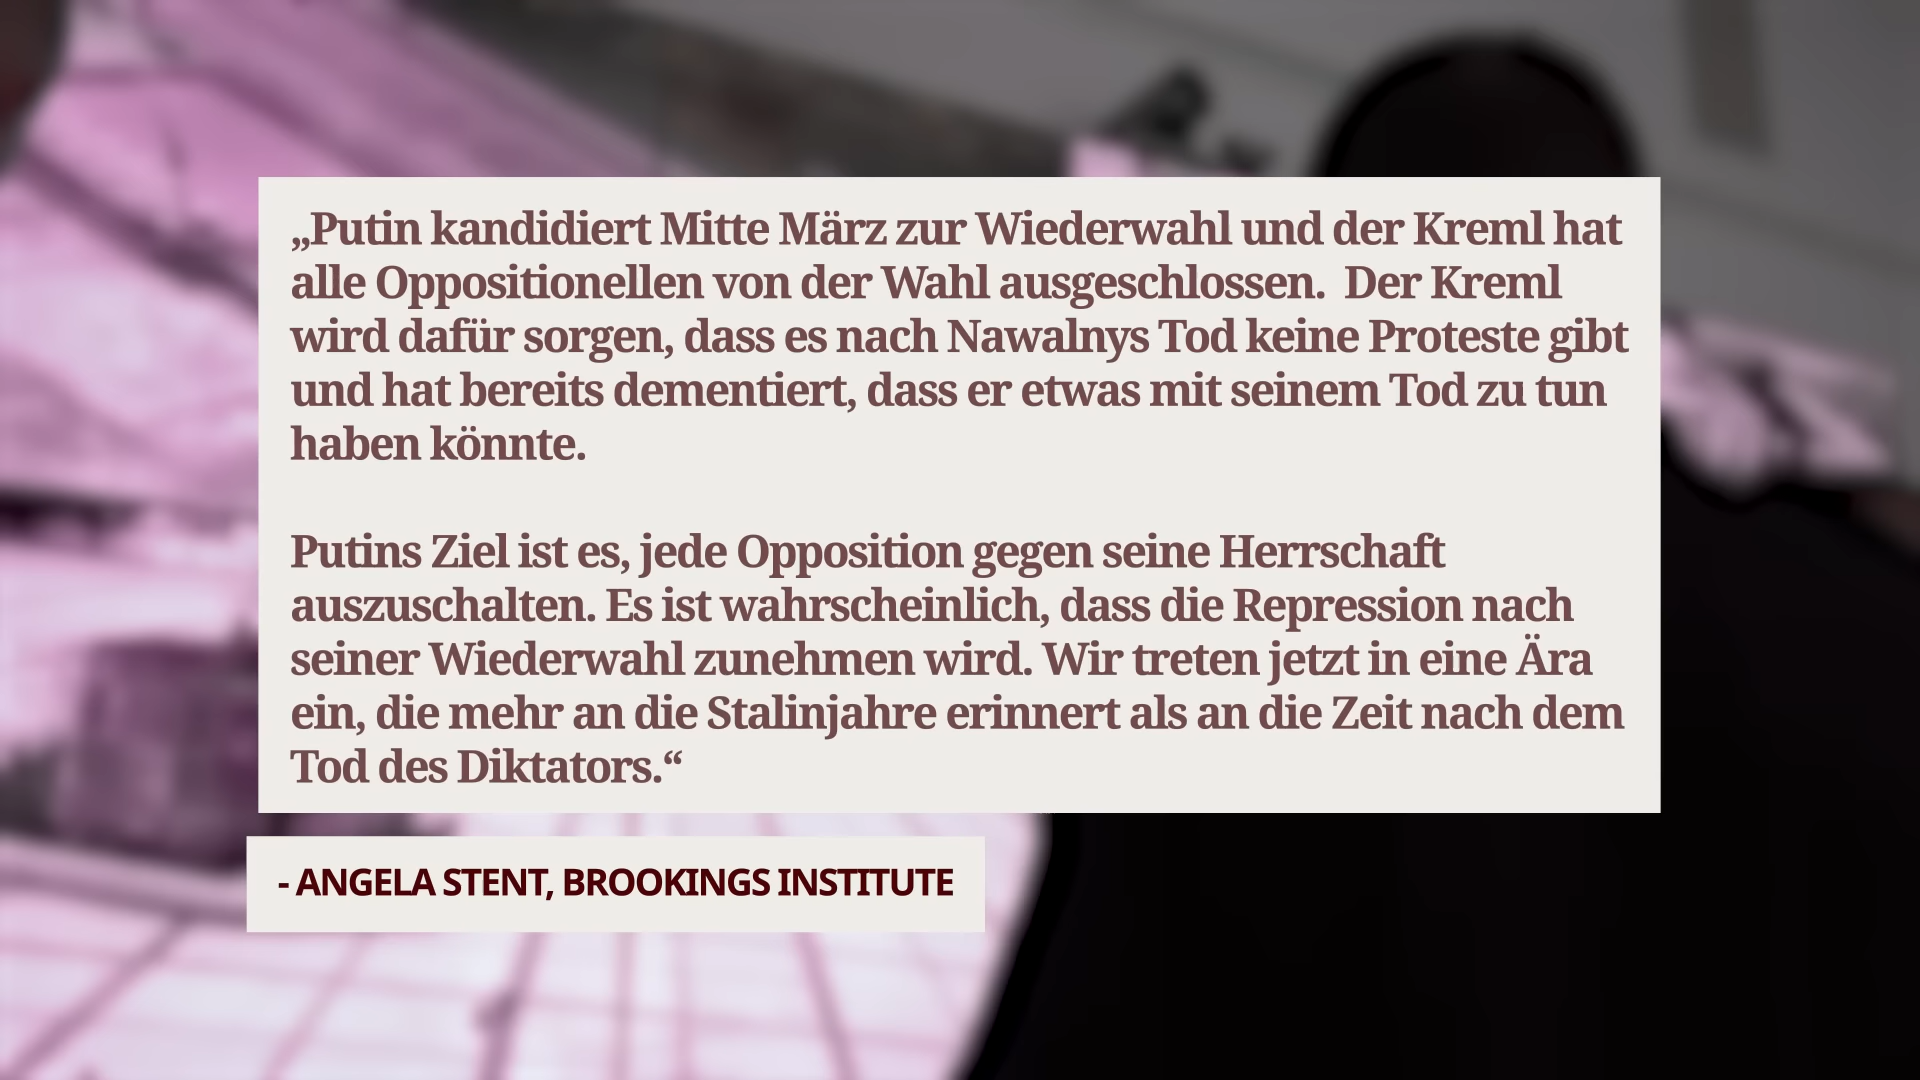 „Putin kandidiert Mitte März zur Wiederwahl und der Kreml hat
alle Oppositionellen von der Wahl ausgeschlossen.  Der Kreml
wird dafür sorgen, dass es nach Nawalnys Tod keine Proteste gibt
und hat bereits dementiert, dass er etwas mit seinem Tod zu tun
haben könnte.
Putins Ziel ist es, jede Opposition gegen seine Herrschaft
auszuschalten. Es ist wahrscheinlich, dass die Repression nach
seiner Wiederwahl zunehmen wird. Wir treten jetzt in eine Ära
ein, die mehr an die Stalinjahre erinnert als an die Zeit nach dem
Tod des Diktators.“
- ANGELA STENT, BROOKINGS INSTITUTE